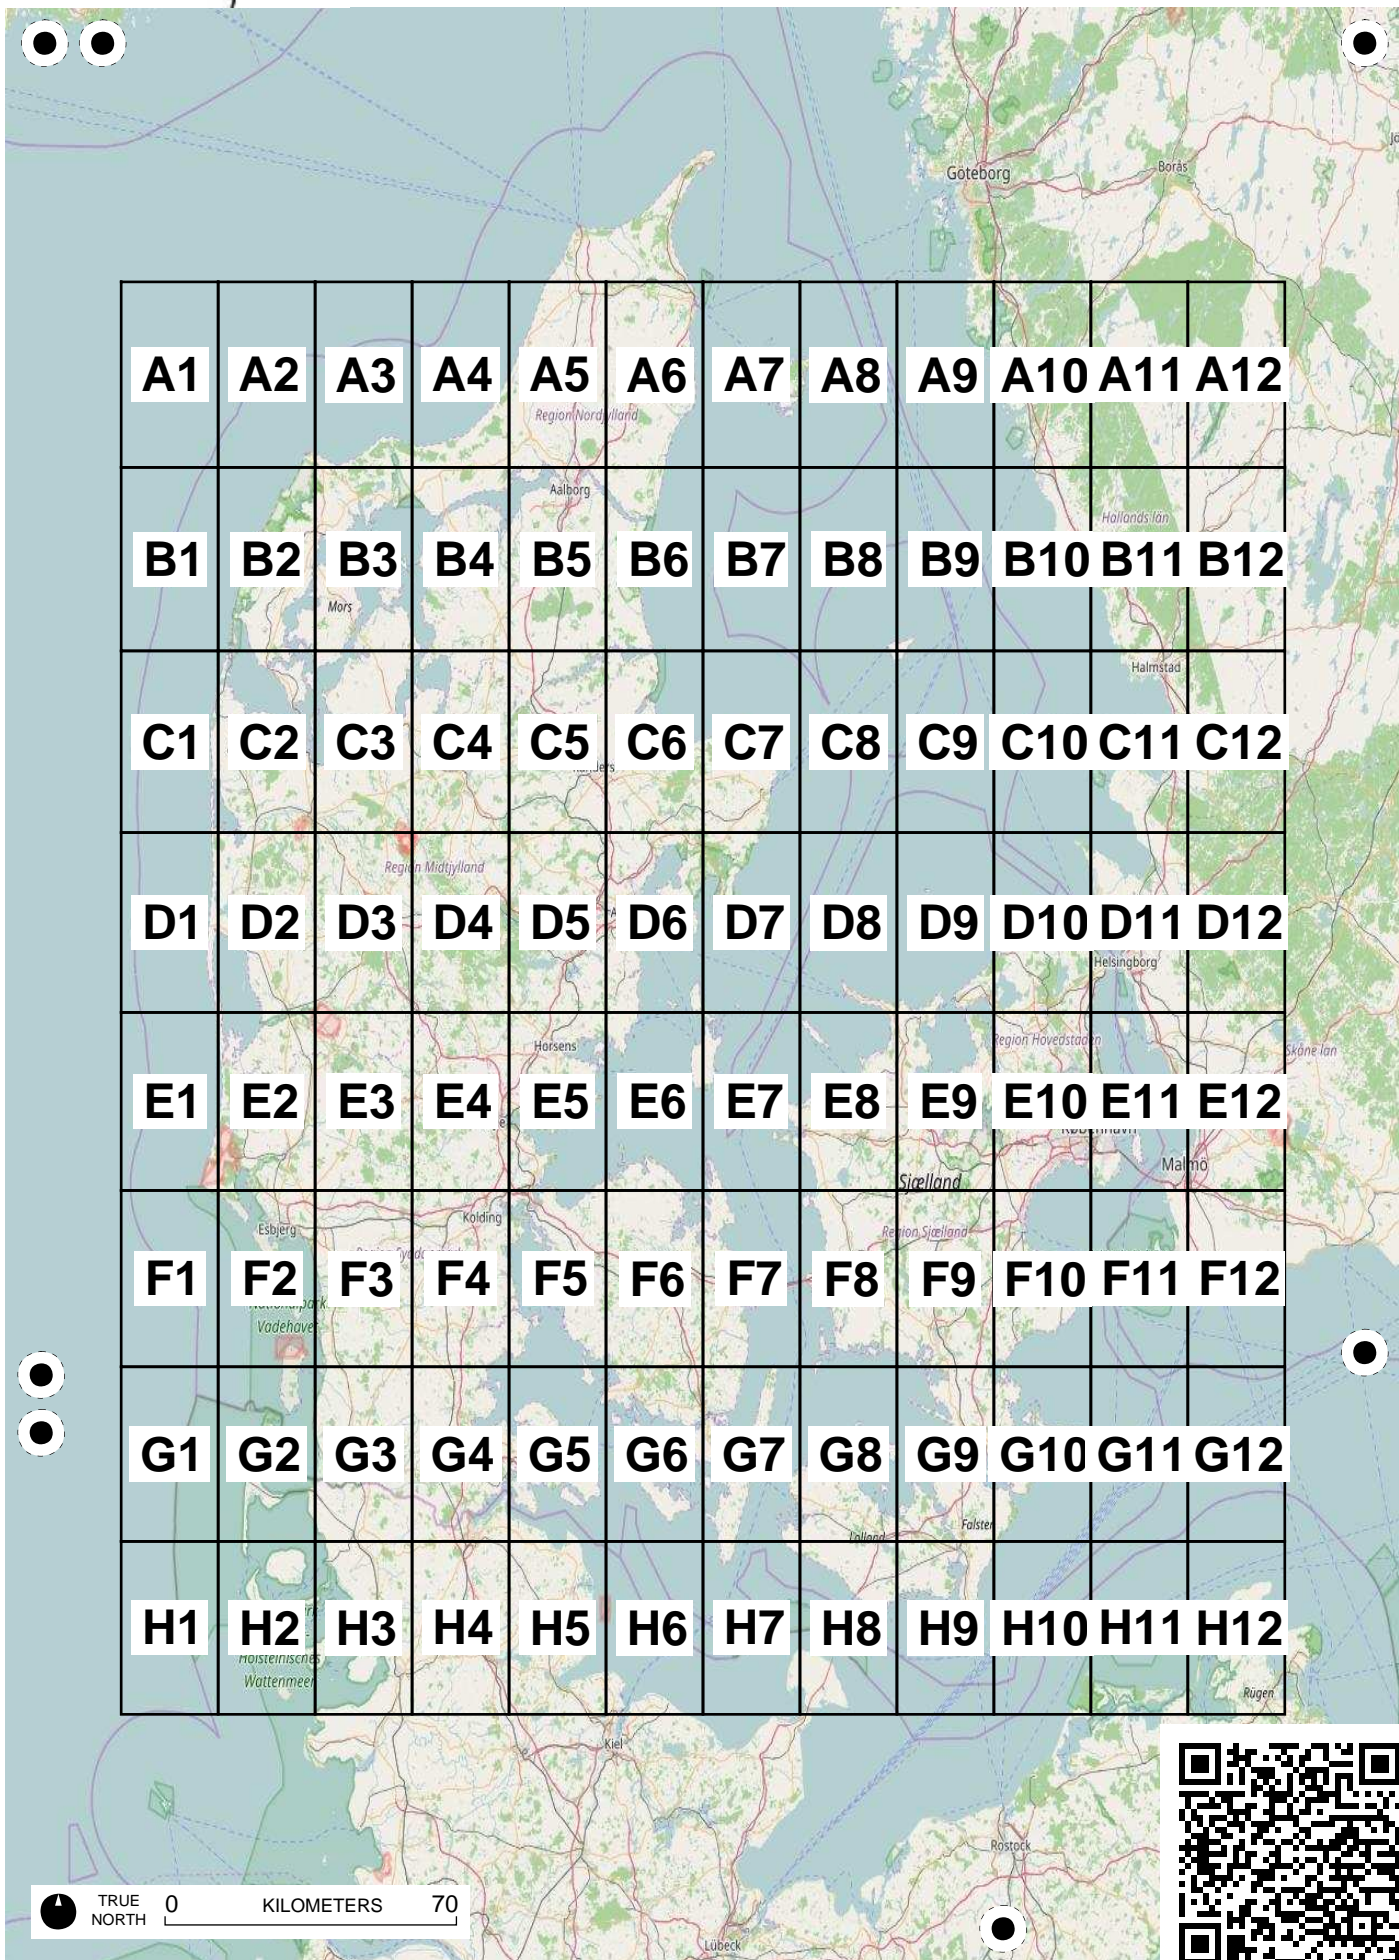 Göteborg
Borås
A1 A2 A3 A4 A5 A6 A7 A8 A9 A10 A11 A12
Region Nordjylland
Aalborg
Hallands län
B1 B2 B3 B4 B5 B6 B7 B8 B9 B10 B11 B12
Mors
Halmstad
C1 C2 C3 C4 C5 C6 C7 C8 C9 C10 C11 C12
Region Midtjylland
D1 D2 D3 D4 D5 D6 D7 D8 D9 D10 D11 D12
Helsingborg
Region Hovedstaden
Horsens
Skåne län
E1 E2 E3 E4 E5 E6 E7 E8 E9 E10 E11 E12
København
Malmö
Sjælland
Kolding
Esbjerg
Region Sjælland
F1 F2 F3 F4 F5 F6 F7 F8 F9 F10 F11 F12
Nationalpark
Vadehavet
G1 G2 G3 G4 G5 G6 G7 G8 G9 G10 G11 G12
Falster
Lolland
H1 H2 H3 H4 H5 H6 H7 H8 H9 H10 H11 H12
Holsteinisches
Wattenmeer
Rügen
Kiel
Rostock
TRUE
NORTH
0 KILOMETERS 70
Lübeck